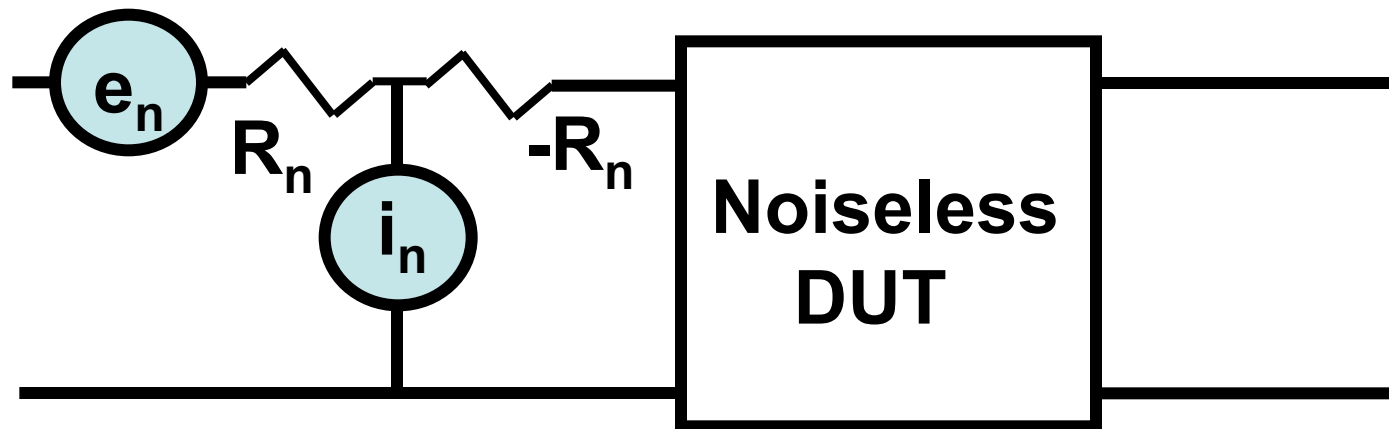 eₙ
Rₙ
-Rₙ
iₙ
Noiseless
DUT